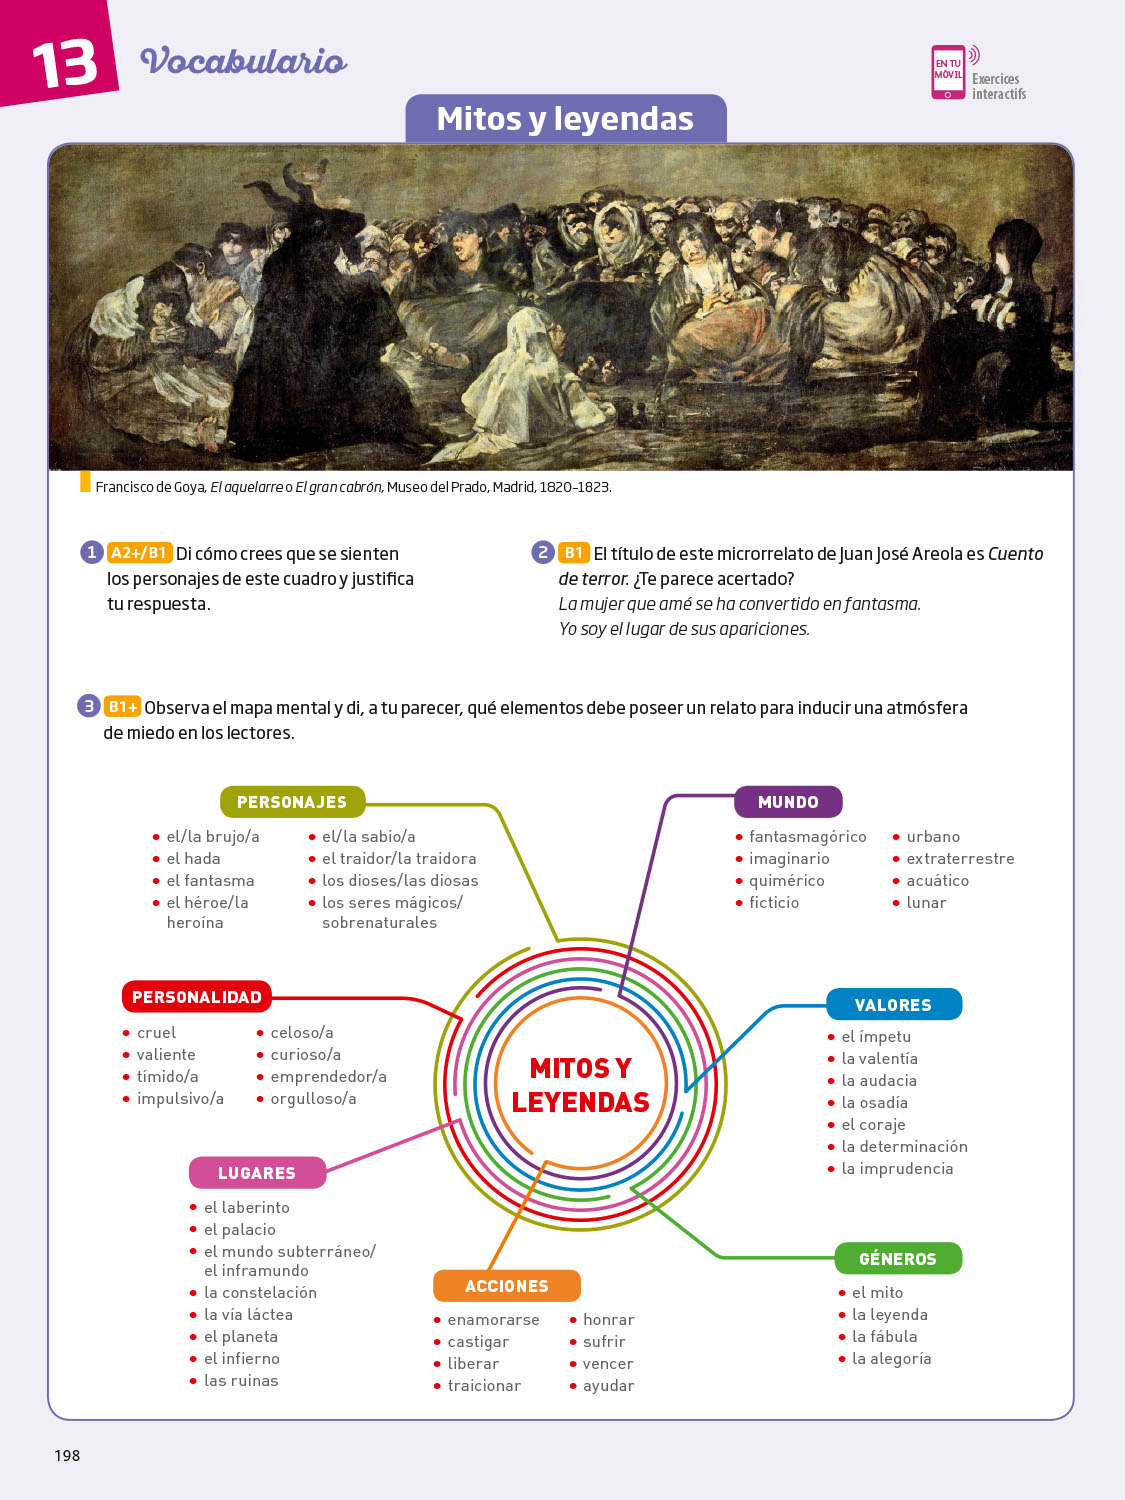 13
Vocabulario
EN TU
MÓVIL
Exercices
interactifs
Mitos y leyendas
Francisco de Goya, El aquelarre o El gran cabrón, Museo del Prado, Madrid, 1820-1823.
1 A2+/B1 Di cómo crees que se sienten
los personajes de este cuadro y justifica
tu respuesta.
2 B1 El título de este microrrelato de Juan José Areola es Cuento
de terror. ¿Te parece acertado?
La mujer que amé se ha convertido en fantasma.
Yo soy el lugar de sus apariciones.
3 B1+ Observa el mapa mental y di, a tu parecer, qué elementos debe poseer un relato para inducir una atmósfera
de miedo en los lectores.
PERSONAJES
• el/la brujo/a
• el hada
• el fantasma
• el héroe/la
heroína
• el/la sabio/a
• el traidor/la traidora
• los dioses/las diosas
• los seres mágicos/
sobrenaturales
MUNDO
• fantasmagórico
• imaginario
• quimérico
• ficticio
• urbano
• extraterrestre
• acuático
• lunar
PERSONALIDAD
• cruel
• valiente
• tímido/a
• impulsivo/a
• celoso/a
• curioso/a
• emprendedor/a
• orgulloso/a
MITOS Y
LEYENDAS
VALORES
• el ímpetu
• la valentía
• la audacia
• la osadía
• el coraje
• la determinación
• la imprudencia
LUGARES
• el laberinto
• el palacio
• el mundo subterráneo/
el inframundo
• la constelación
• la vía láctea
• el planeta
• el infierno
• las ruinas
ACCIONES
• enamorarse
• castigar
• liberar
• traicionar
• honrar
• sufrir
• vencer
• ayudar
GÉNEROS
• el mito
• la leyenda
• la fábula
• la alegoría
198